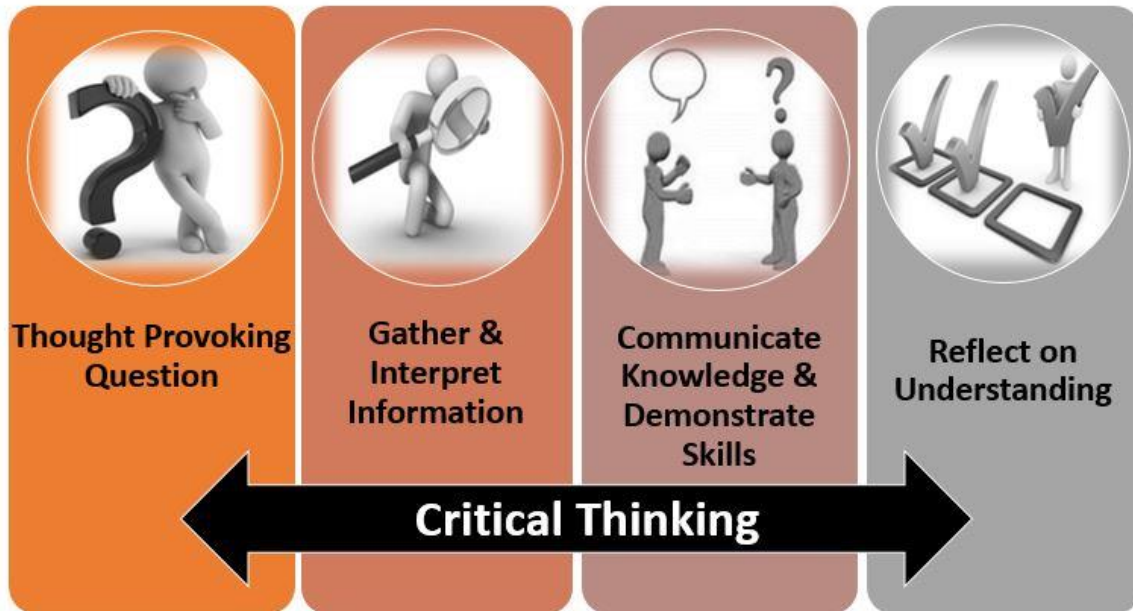 Thought Provoking
Question
Gather &
Interpret
Information
Communicate
Knowledge &
Demonstrate
Skills
Reflect on
Understanding
Critical Thinking